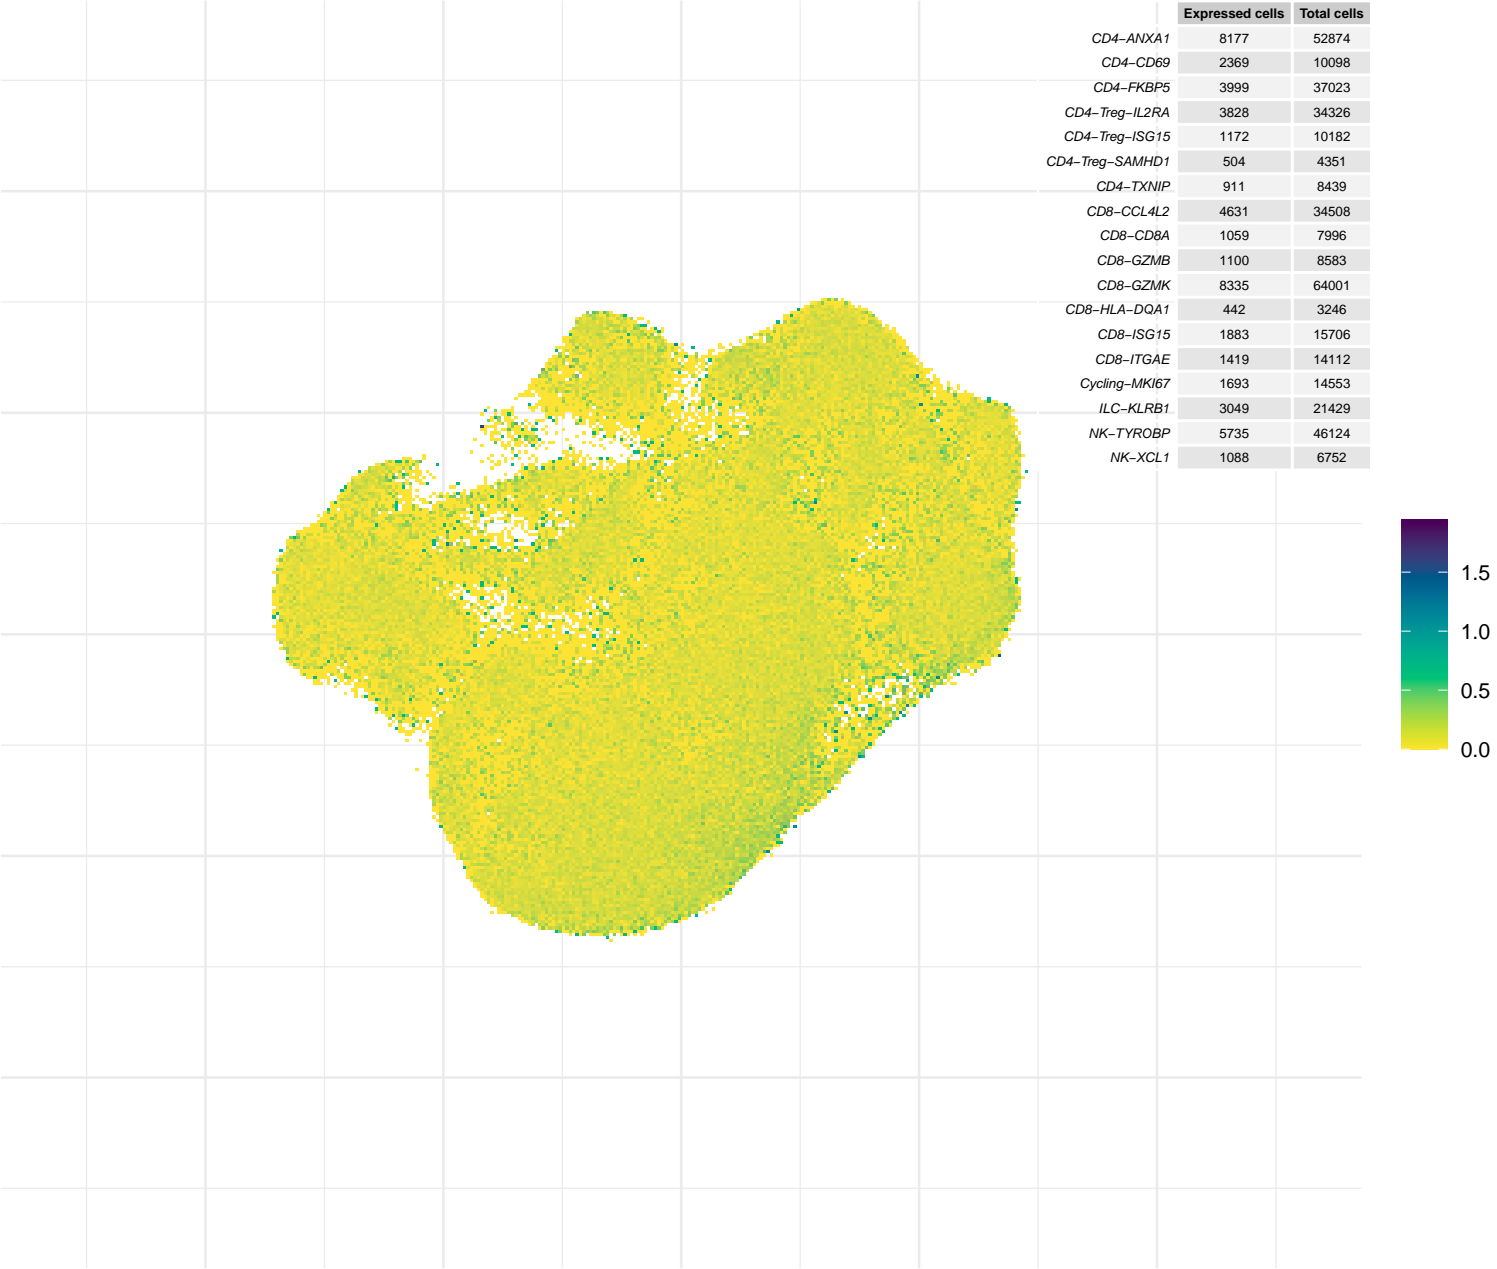 Expressed cells Total cells
CD4−ANXA1 8177 52874
CD4−CD69 2369 10098
CD4−FKBP5 3999 37023
CD4−Treg−IL2RA 3828 34326
CD4−Treg−ISG15 1172 10182
CD4−Treg−SAMHD1 504 4351
CD4−TXNIP 911 8439
CD8−CCL4L2 4631 34508
CD8−CD8A 1059 7996
CD8−GZMB 1100 8583
CD8−GZMK 8335 64001
CD8−HLA−DQA1 442 3246
CD8−ISG15 1883 15706
CD8−ITGAE 1419 14112
Cycling−MKI67 1693 14553
ILC−KLRB1 3049 21429
NK−TYROBP 5735 46124
NK−XCL1 1088 6752
1.5
1.0
0.5
0.0